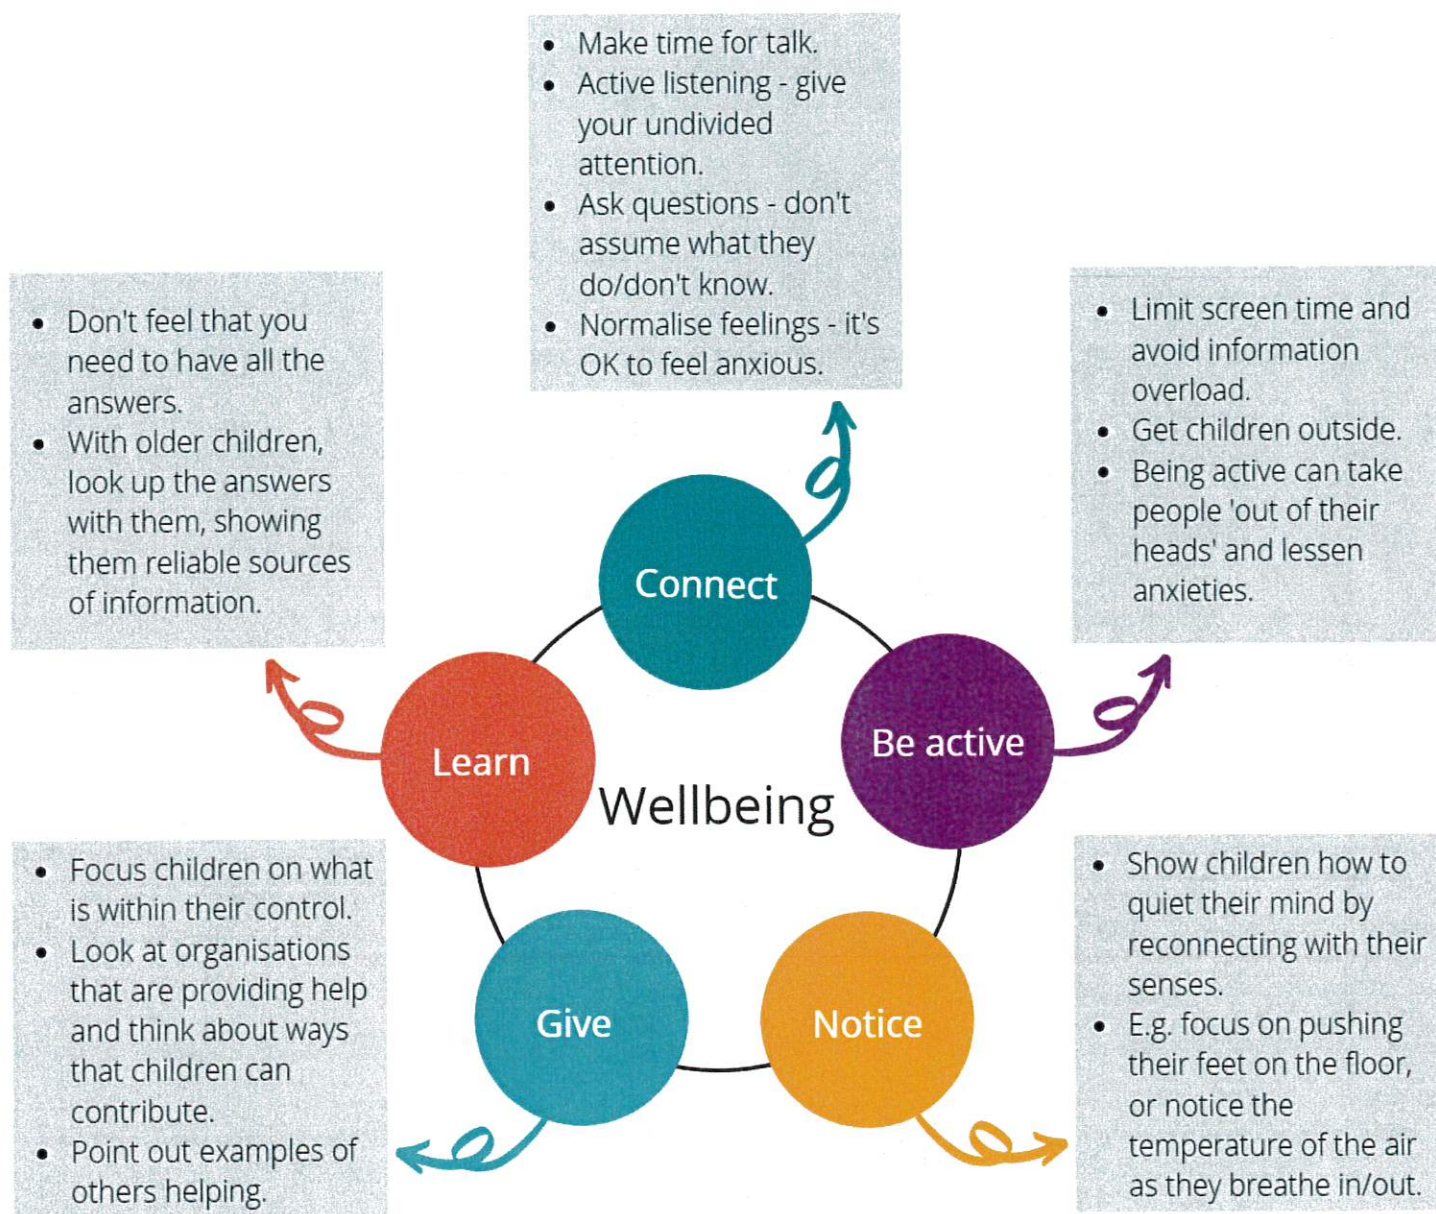 • Make time for talk.
• Active listening - give
your undivided
attention.
• Ask questions - don't
assume what they
do/don't know.
• Normalise feelings - it's
OK to feel anxious.
• Don't feel that you
need to have all the
answers.
• With older children,
look up the answers
with them, showing
them reliable sources
of information.
• Limit screen time and
avoid information
overload.
• Get children outside.
• Being active can take
people 'out of their
heads' and lessen
anxieties.
Connect
Learn
Be active
Wellbeing
Give
Notice
• Focus children on what
is within their control.
• Look at organisations
that are providing help
and think about ways
that children can
contribute.
• Point out examples of
others helping.
• Show children how to
quiet their mind by
reconnecting with their
senses.
• E.g. focus on pushing
their feet on the floor,
or notice the
temperature of the air
as they breathe in/out.